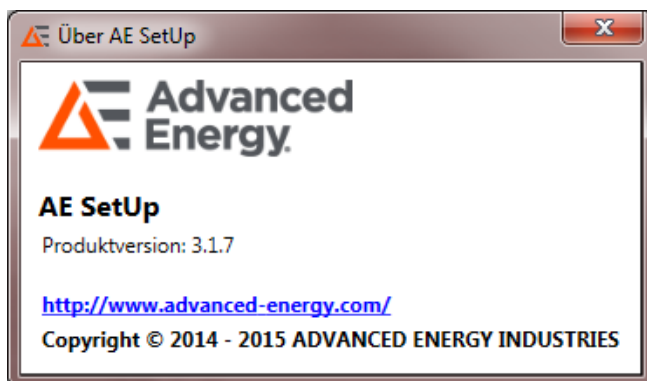 Über AE SetUp
Advanced
Energy.
AE SetUp
Produktversion: 3.1.7
http://www.advanced-energy.com/
Copyright © 2014 - 2015 ADVANCED ENERGY INDUSTRIES